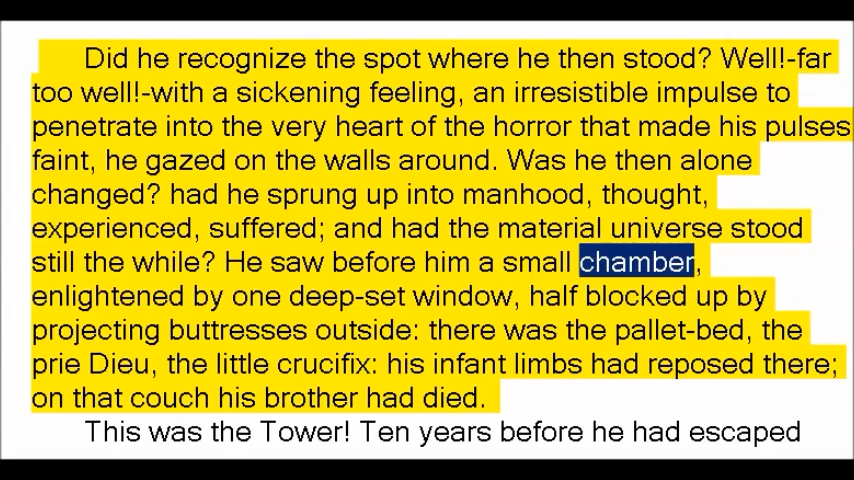 Did he recognize the spot where he then stood? Well!-far
too well!-with a sickening feeling, an irresistible impulse to
penetrate into the very heart of the horror that made his pulses
faint, he gazed on the walls around. Was he then alone
changed? had he sprung up into manhood, thought,
experienced, suffered; and had the material universe stood
still the while? He saw before him a small chamber,
enlightened by one deep-set window, half blocked up by
projecting buttresses outside: there was the pallet-bed, the
prie Dieu, the little crucifix: his infant limbs had reposed there;
on that couch his brother had died.
This was the Tower! Ten years before he had escaped